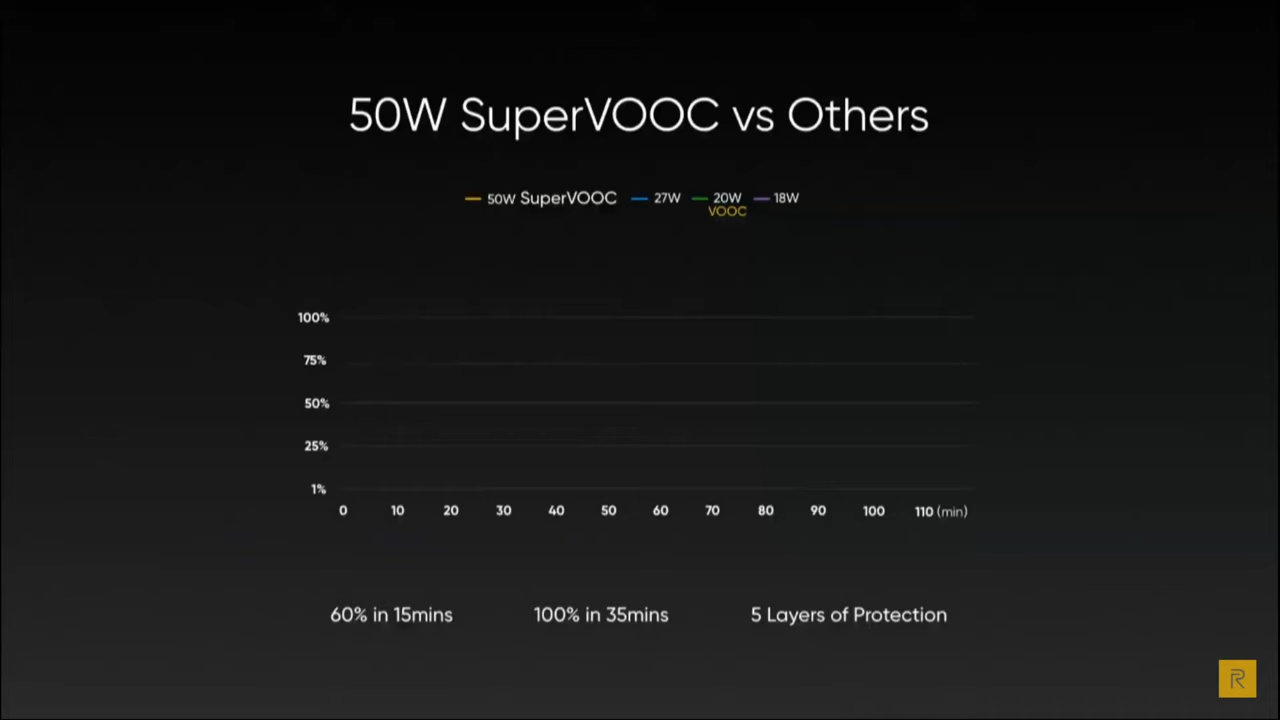 50W SuperVOOC vs Others
50W SuperVOOC 27W 20W 18W
VOOC
100%
75%
50%
25%
1%
0 10 20 30 40 50 60 70 80 90 100 110 (min)
60% in 15mins 100% in 35mins 5 Layers of Protection
R